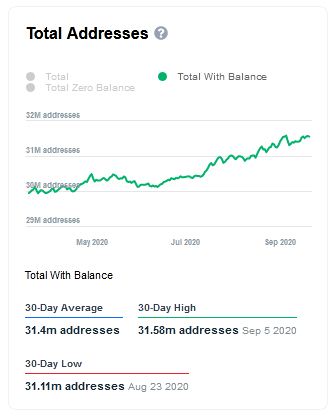 Total Addresses ?
Total
Total With Balance
Total Zero Balance
32M addresses
31M addresses
30M addresses
29M addresses
May 2020 Jul 2020 Sep 2020
Total With Balance
30-Day Average 30-Day High
31.4m addresses 31.58m addresses Sep 5 2020
30-Day Low
31.11m addresses Aug 23 2020